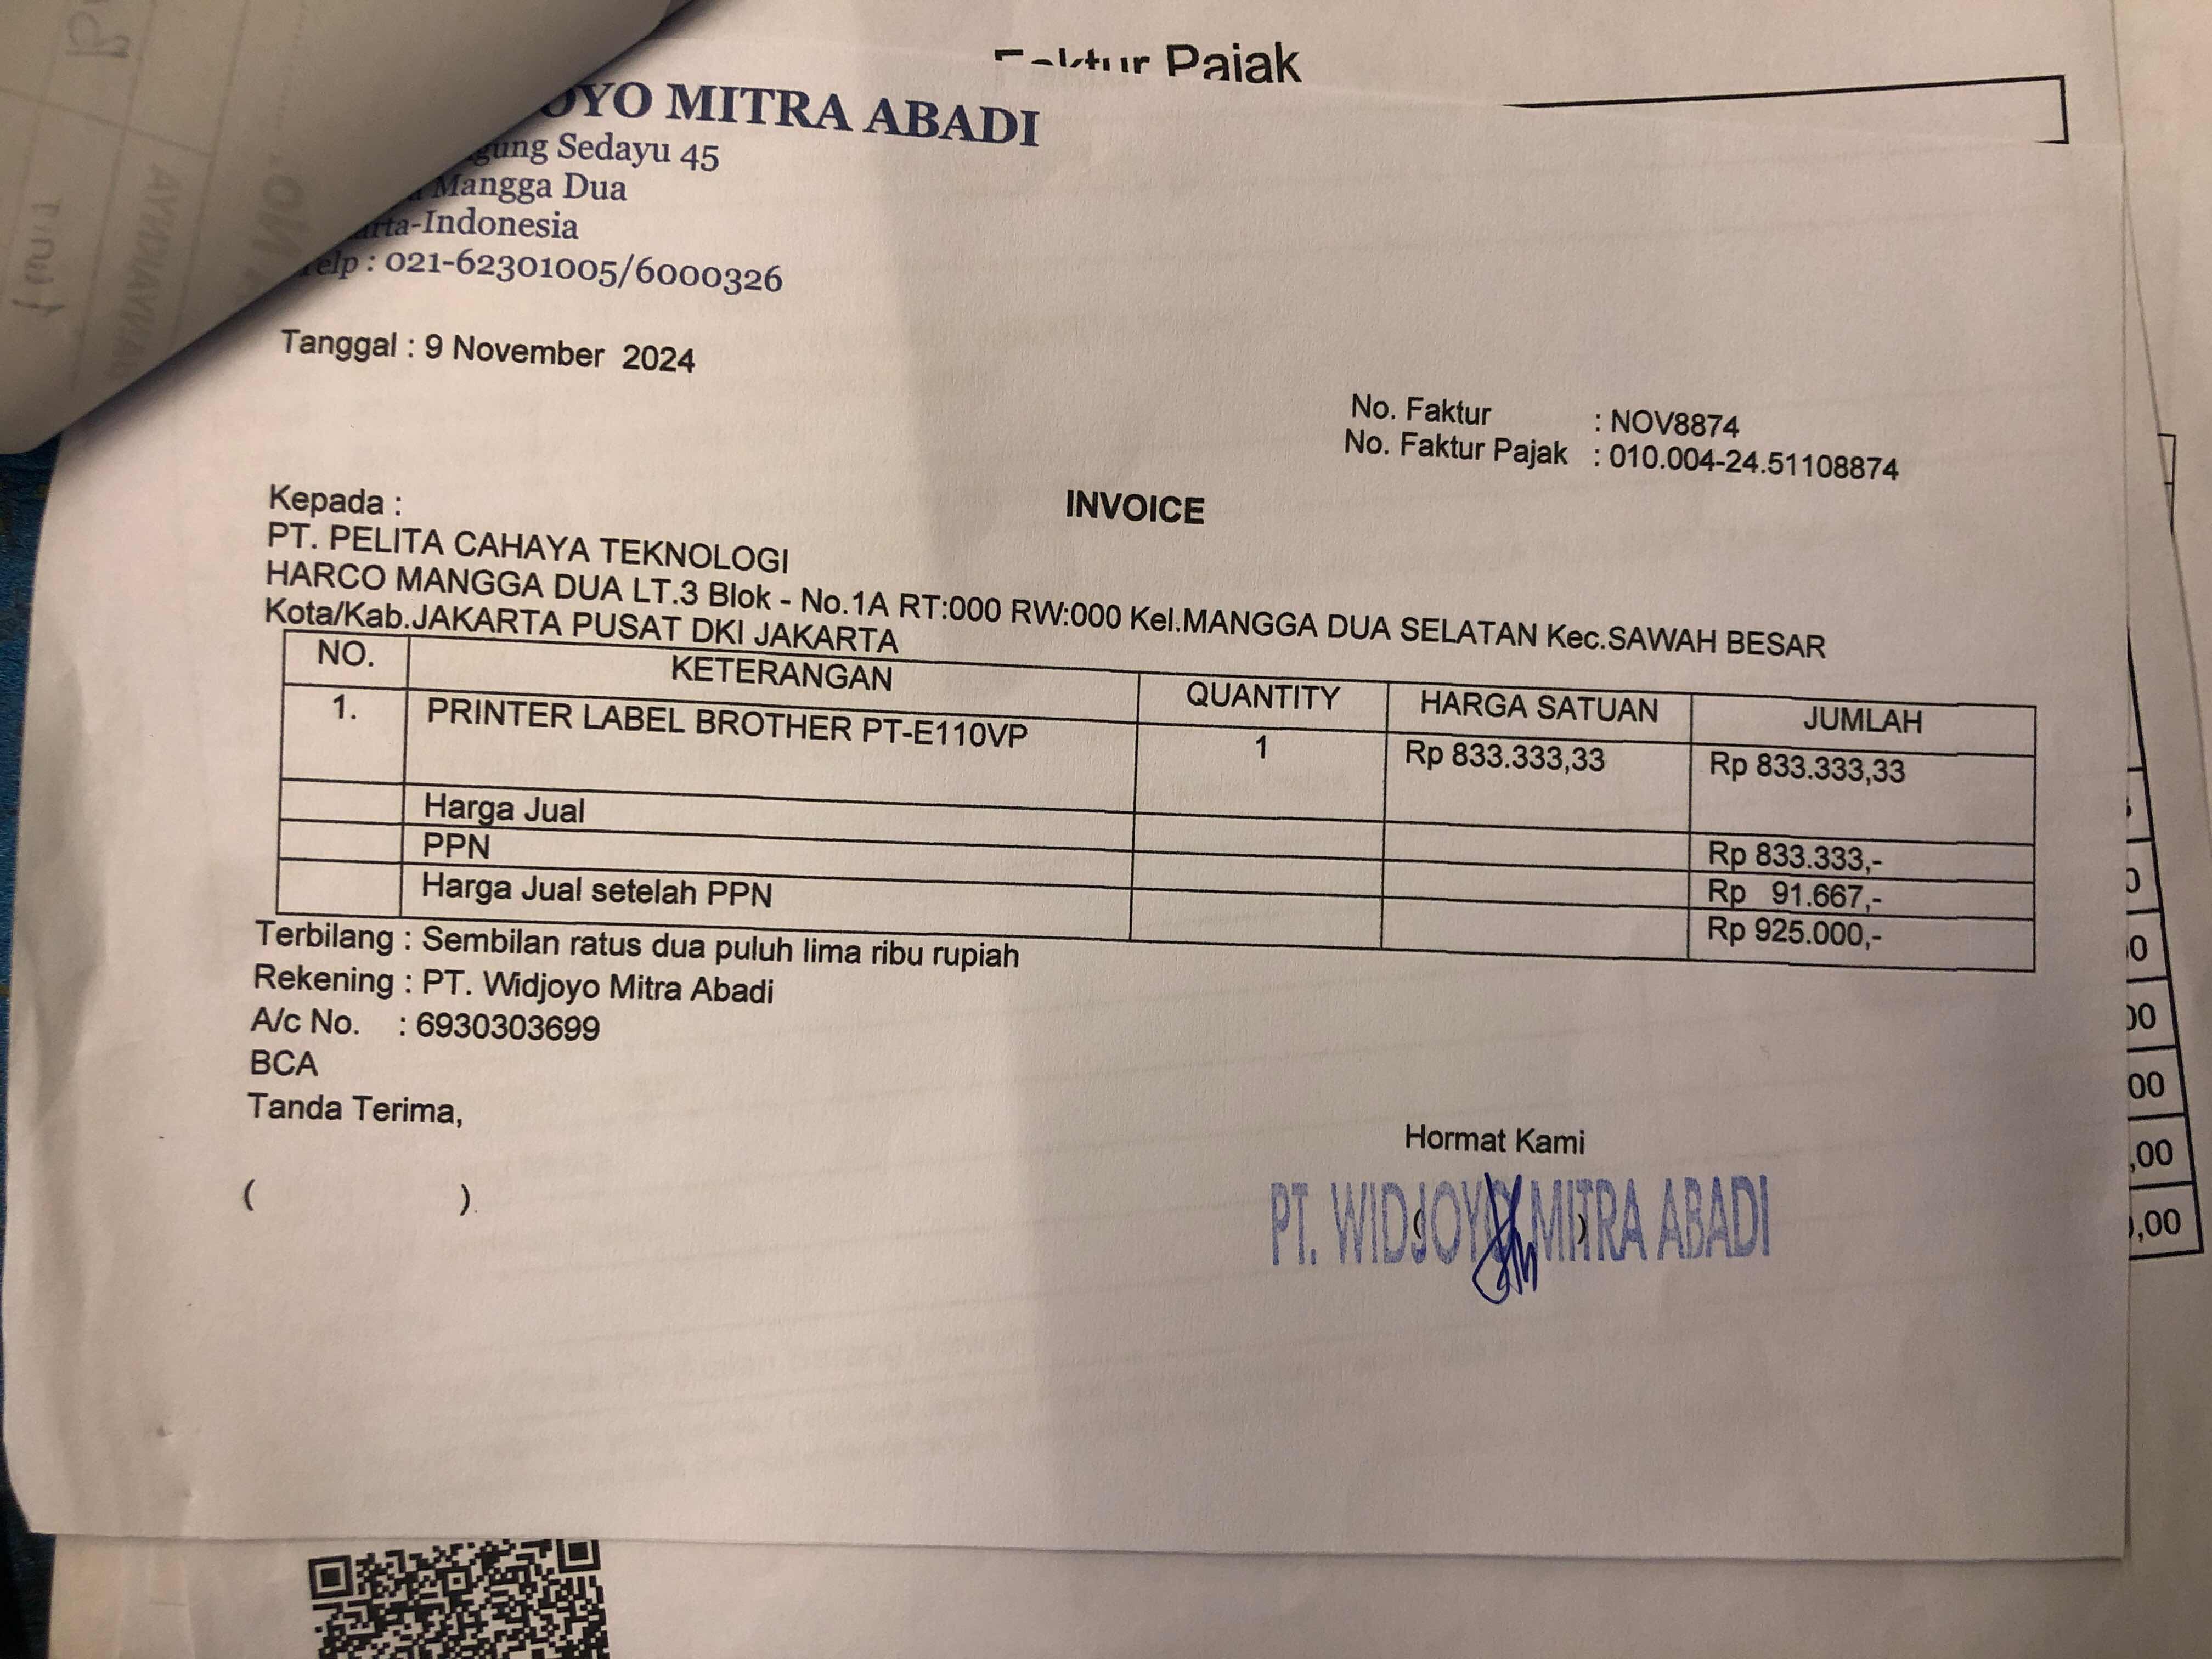 Pajak
MITRA ABADI
Sedayu 45
Mangga Dua
-Indonesia
Telp : 021-62301005/6000326
Tanggal : 9 November 2024
No. Faktur : NOV8874
No. Faktur Pajak : 010.004-24.51108874
INVOICE
Kepada :
PT. PELITA CAHAYA TEKNOLOGI
HARCO MANGGA DUA LT.3 Blok - No.1A RT:000 RW:000 Kel.MANGGA DUA SELATAN Kec.SAWAH BESAR
Kota/Kab.JAKARTA PUSAT DKI JAKARTA
NO. KETERANGAN QUANTITY HARGA SATUAN JUMLAH
1. PRINTER LABEL BROTHER PT-E110VP 1 Rp 833.333,33 Rp 833.333,33
Harga Jual Rp 833.333,-
PPN Rp 91.667,-
Harga Jual setelah PPN Rp 925.000,-
Terbilang : Sembilan ratus dua puluh lima ribu rupiah
Rekening : PT. Widjoyo Mitra Abadi
A/c No. : 6930303699
BCA
Tanda Terima,
( ).
Hormat Kami
( )
PT. WIDJOYO MITRA ABADI